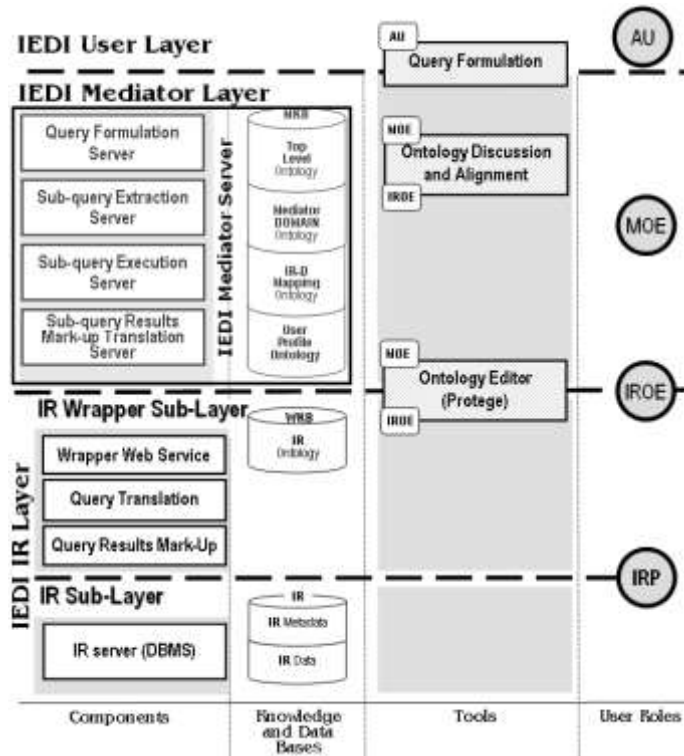 IEDI User Layer
AU
Query Formulation
AU
IEDI Mediator Layer
Query Formulation
Server
Sub-query Extraction
Server
Sub-query Execution
Server
Sub-query Results
Mark-up Translation
Server
IEDI Mediator Server
MKB
Top
Level
Ontology
Mediator
DOMAIN
Ontology
IR-D
Mapping
Ontology
User
Profile
Ontology
MOE
Ontology Discussion
and Alignment
IROE
MOE
MOE
Ontology Editor
(Protege)
IROE
IROE
IEDI IR Layer
IR Wrapper Sub-Layer
Wrapper Web Service
Query Translation
Query Results Mark-Up
WKB
IR
Ontology
IRP
IR Sub-Layer
IR server (DBMS)
IR
IR Metadata
IR Data
Components
Knowledge
and Data
Bases
Tools
User Roles